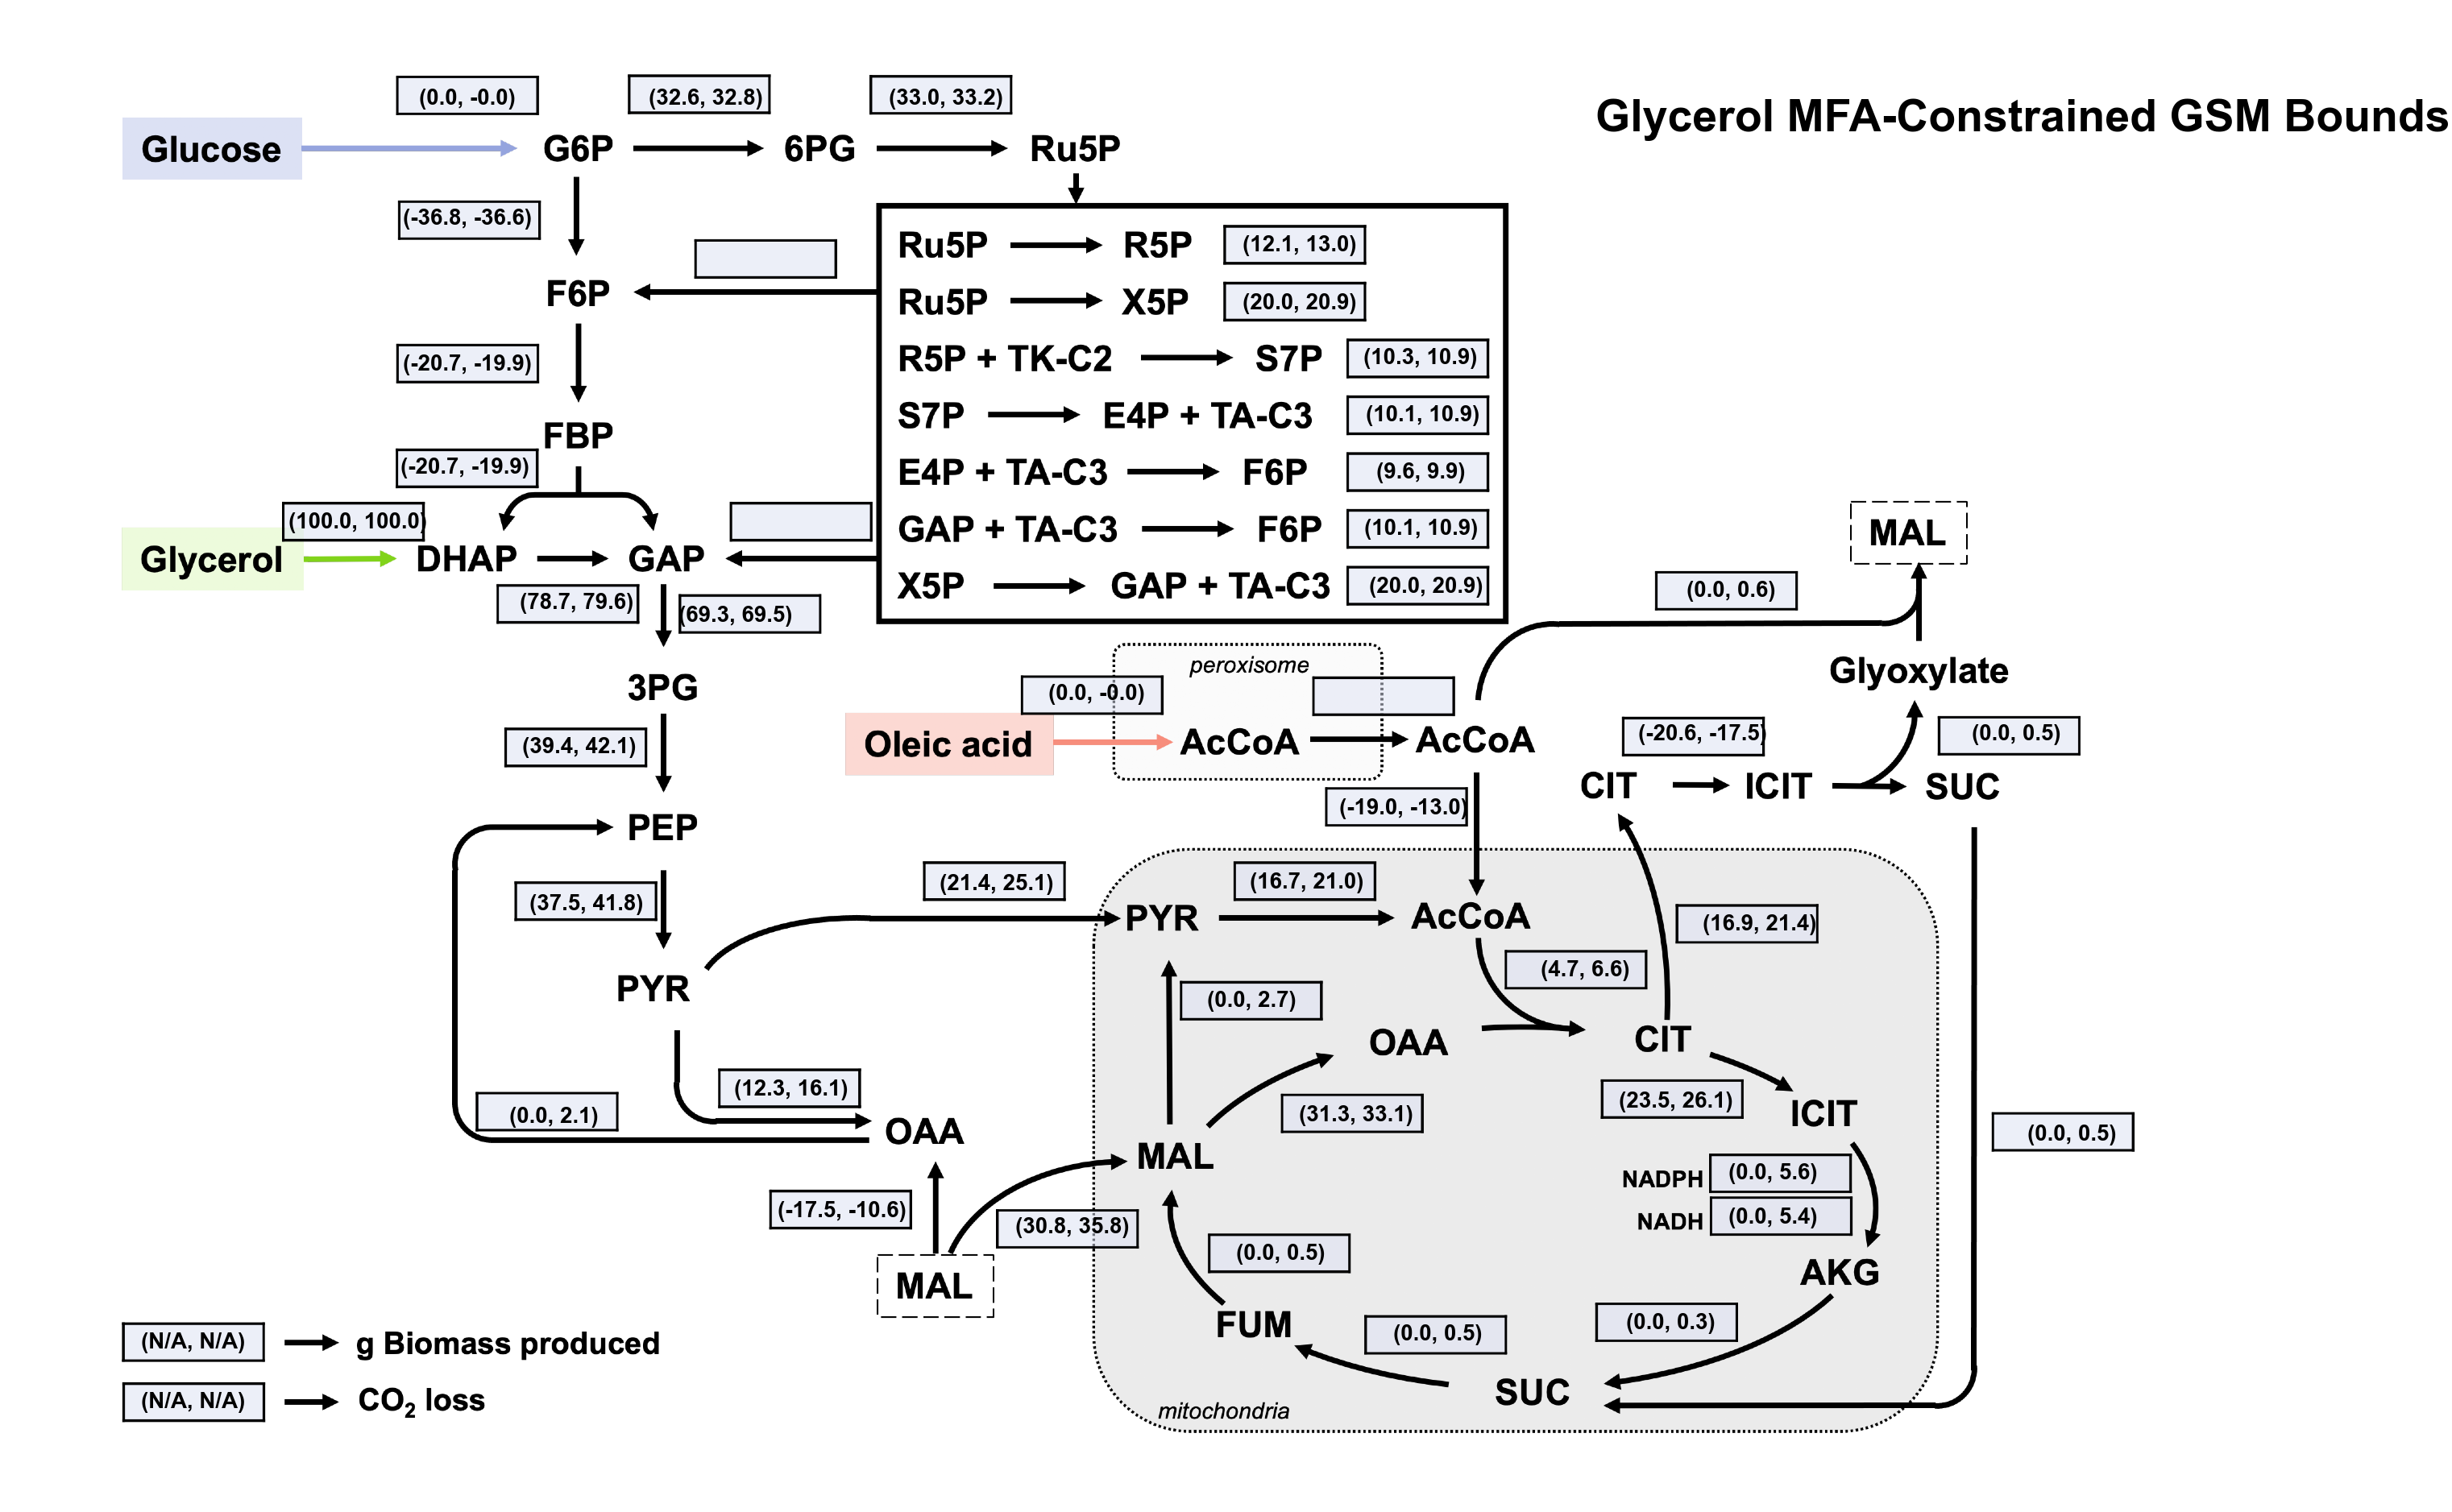 Glycerol MFA-Constrained GSM Bounds
(0.0, -0.0)
(32.6, 32.8)
(33.0, 33.2)
Glucose
G6P
6PG
Ru5P
(-36.8, -36.6)
F6P
(-20.7, -19.9)
FBP
(-20.7, -19.9)
(100.0, 100.0)
Glycerol
DHAP
GAP
(78.7, 79.6)
(69.3, 69.5)
Ru5P R5P (12.1, 13.0)
Ru5P X5P (20.0, 20.9)
R5P + TK-C2 S7P (10.3, 10.9)
S7P E4P + TA-C3 (10.1, 10.9)
E4P + TA-C3 F6P (9.6, 9.9)
GAP + TA-C3 F6P (10.1, 10.9)
X5P GAP + TA-C3 (20.0, 20.9)
3PG
(39.4, 42.1)
PEP
(37.5, 41.8)
PYR
(12.3, 16.1)
(0.0, 2.1)
OAA
(-17.5, -10.6)
MAL
(30.8, 35.8)
peroxisome
(0.0, -0.0)
Oleic acid
AcCoA
AcCoA
(-19.0, -13.0)
(0.0, 0.6)
MAL
Glyoxylate
(-20.6, -17.5)
(0.0, 0.5)
CIT
ICIT
SUC
(21.4, 25.1)
(16.7, 21.0)
PYR
AcCoA
(16.9, 21.4)
(4.7, 6.6)
(0.0, 2.7)
OAA
CIT
(31.3, 33.1)
(23.5, 26.1)
ICIT
MAL
NADPH (0.0, 5.6)
NADH (0.0, 5.4)
(0.0, 0.5)
(0.0, 0.5)
AKG
FUM
(0.0, 0.5)
(0.0, 0.3)
SUC
mitochondria
(N/A, N/A) g Biomass produced
(N/A, N/A) CO₂ loss